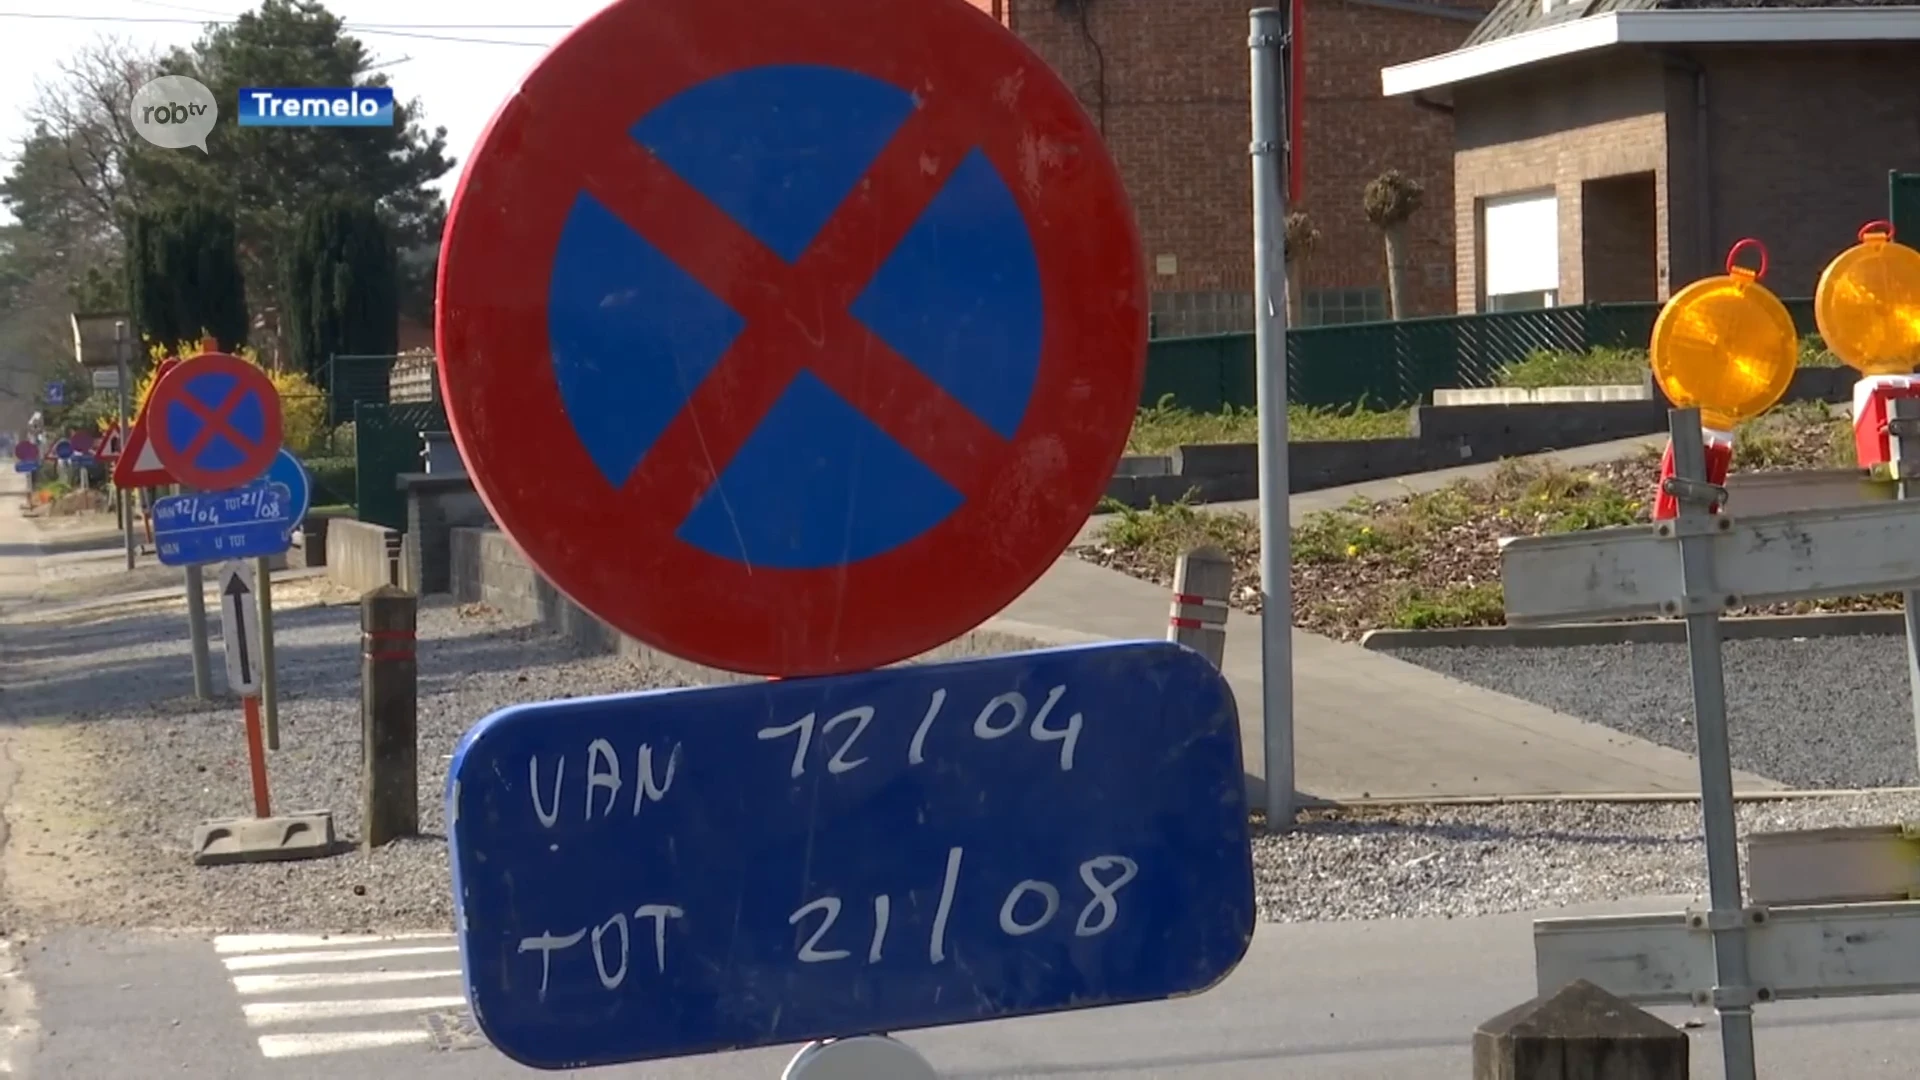 robtv
Tremelo
VAN 12/04 TOT 21/08
VAN U TOT U
VAN 12/04
TOT 21/08